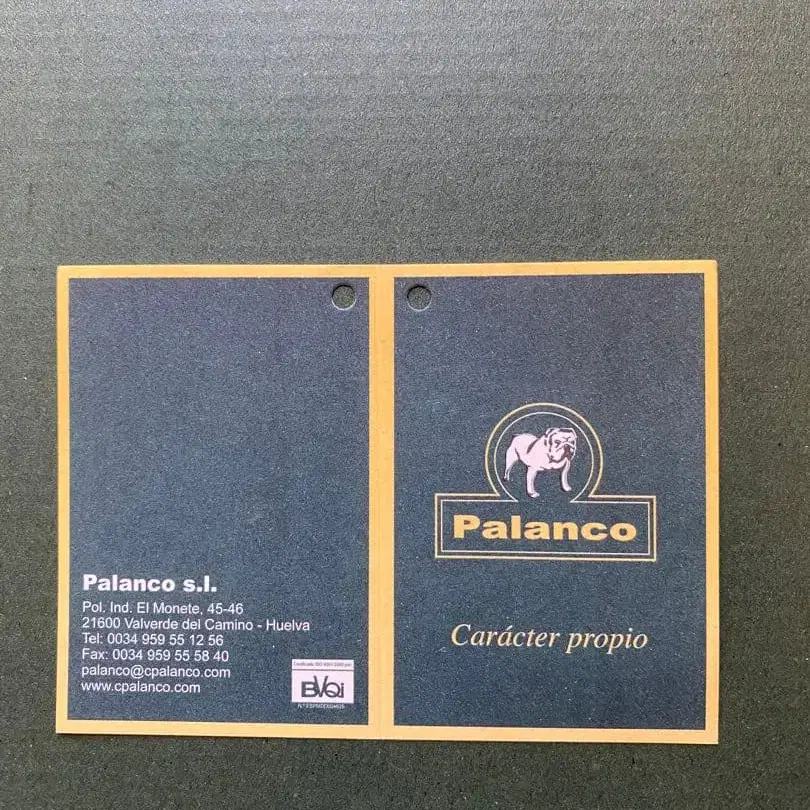 Palanco s.l.
Pol. Ind. El Monete, 45-46
21600 Valverde del Camino - Huelva
Tel: 0034 959 55 12 56
Fax: 0034 959 55 58 40
palanco@cpalanco.com
www.cpalanco.com
BVQi
Palanco
Carácter propio